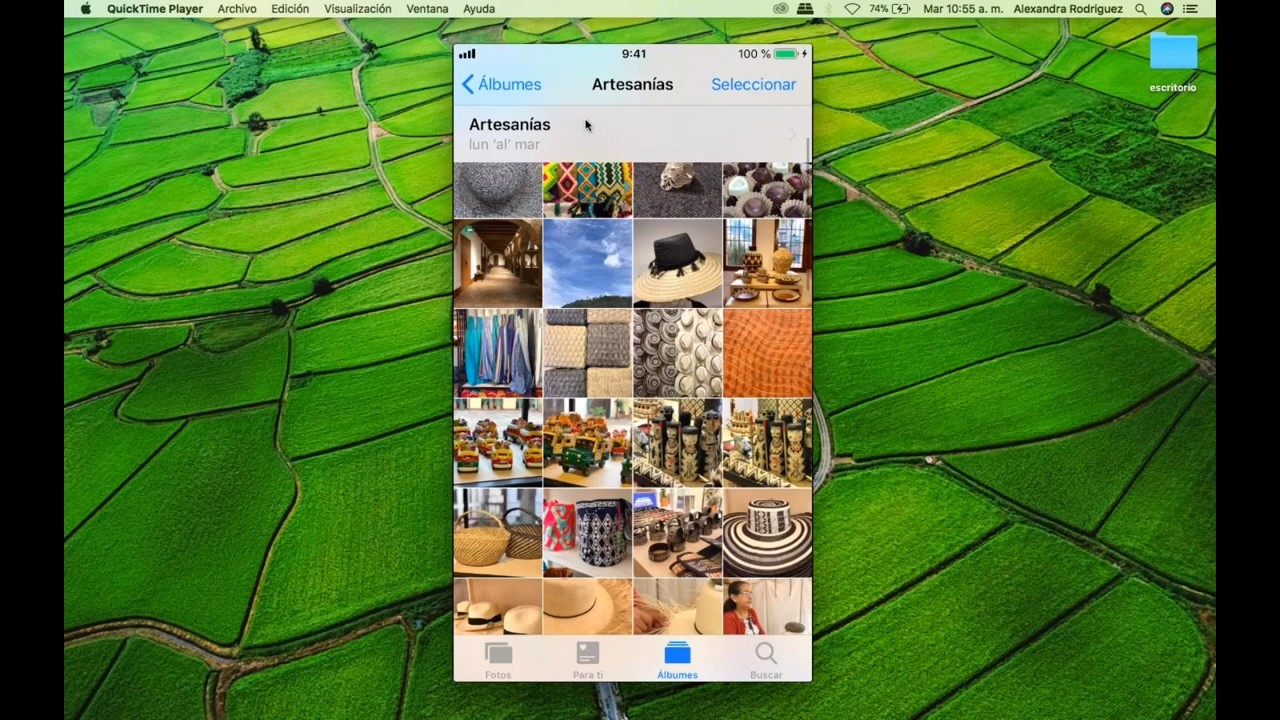 QuickTime Player Archivo Edición Visualización Ventana Ayuda 74% Mar 10:55 a. m. Alexandra Rodriguez
escritorio
9:41 100 %
Álbumes Artesanías Seleccionar
Artesanías
lun 'al' mar
Fotos Para ti Álbumes Buscar